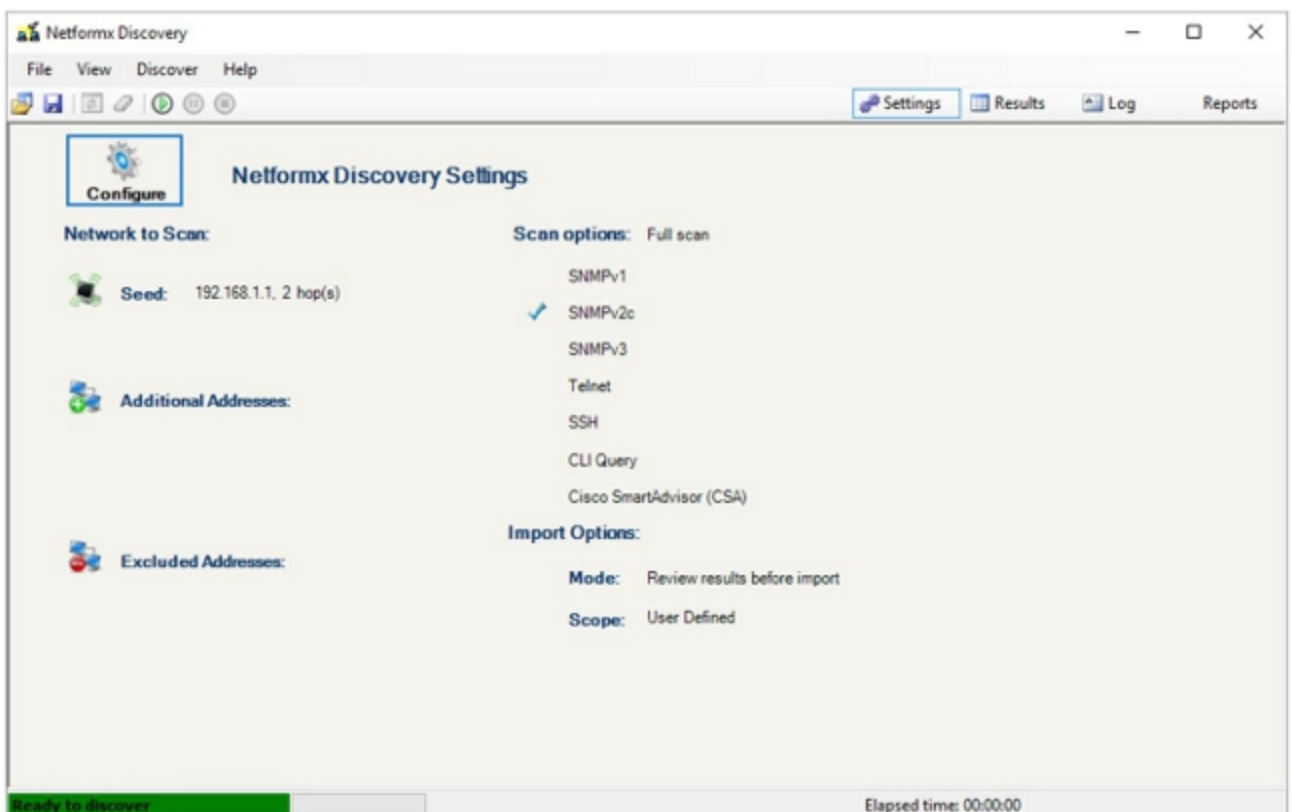 Netformx Discovery
File View Discover Help
Settings Results Log Reports
Configure
Netformx Discovery Settings
Network to Scan:
Seed: 192.168.1.1, 2 hop(s)
Additional Addresses:
Excluded Addresses:
Scan options: Full scan
SNMPv1
SNMPv2c
SNMPv3
Telnet
SSH
CLI Query
Cisco SmartAdvisor (CSA)
Import Options:
Mode: Review results before import
Scope: User Defined
Ready to discover
Elapsed time: 00:00:00